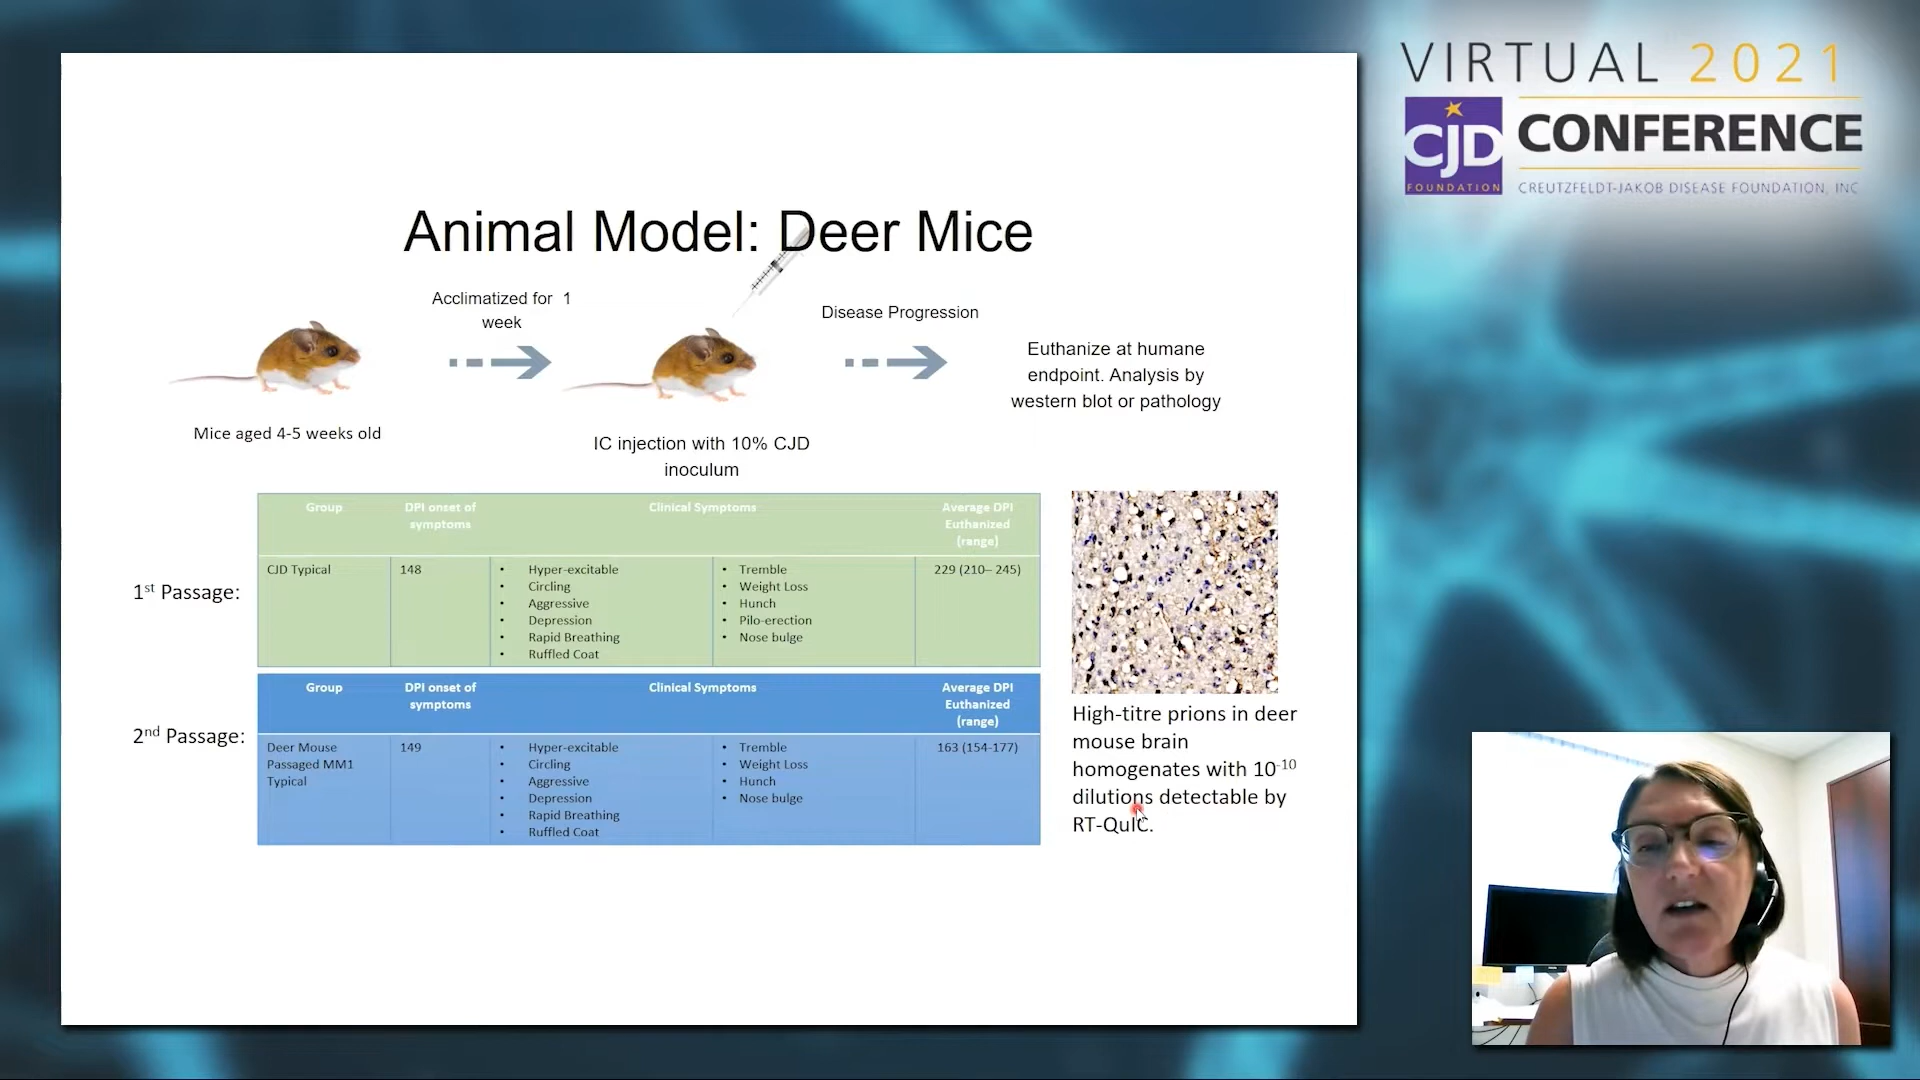 VIRTUAL 2021
CJD
FOUNDATION
CONFERENCE
CREUTZFELDT-JAKOB DISEASE FOUNDATION, INC
Animal Model: Deer Mice
Acclimatized for 1
week
Disease Progression
Euthanize at humane
endpoint. Analysis by
western blot or pathology
Mice aged 4-5 weeks old
IC injection with 10% CJD
inoculum
1st Passage:
Group
DPI onset of
symptoms
Clinical Symptoms
Average DPI
Euthanized
(range)
CJD Typical
148
• Hyper-excitable
• Circling
• Aggressive
• Depression
• Rapid Breathing
• Ruffled Coat
• Tremble
• Weight Loss
• Hunch
• Pilo-erection
• Nose bulge
229 (210– 245)
2nd Passage:
Group
DPI onset of
symptoms
Clinical Symptoms
Average DPI
Euthanized
(range)
Deer Mouse
Passaged MM1
Typical
149
• Hyper-excitable
• Circling
• Aggressive
• Depression
• Rapid Breathing
• Ruffled Coat
• Tremble
• Weight Loss
• Hunch
• Nose bulge
163 (154-177)
High-titre prions in deer
mouse brain
homogenates with 10-10
dilutions detectable by
RT-QuIC.